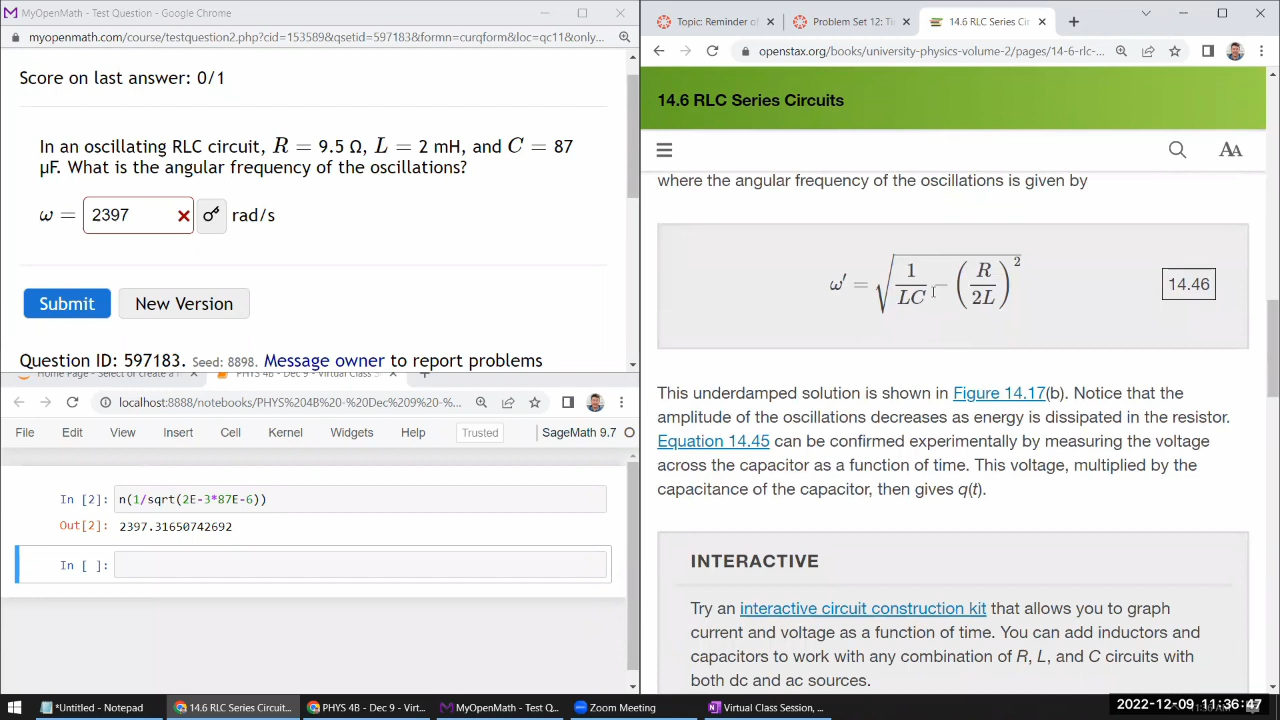 MyOpenMath - Test Question - Google Chrome
myopenmath.com/course/testquestion2.php?cid=153589&qsetid=597183&formn=curqform&loc=qc11&only...
Score on last answer: 0/1
In an oscillating RLC circuit, R = 9.5 Ω, L = 2 mH, and C = 87
μF. What is the angular frequency of the oscillations?
ω = 2397 rad/s
Submit New Version
Question ID: 597183. Seed: 8898. Message owner to report problems
localhost:8888/notebooks/PHYS%204B%20-%20Dec%209%20-%...
File Edit View Insert Cell Kernel Widgets Help Trusted SageMath 9.7
In [2]: n(1/sqrt(2E-3*87E-6))
Out[2]: 2397.31650742692
In [ ]:
Topic: Reminder of
Problem Set 12: Ti
14.6 RLC Series Circ
openstax.org/books/university-physics-volume-2/pages/14-6-rlc-...
14.6 RLC Series Circuits
AA
where the angular frequency of the oscillations is given by
ω′ = √(1/LC − (R/2L)²)
14.46
This underdamped solution is shown in Figure 14.17(b). Notice that the
amplitude of the oscillations decreases as energy is dissipated in the resistor.
Equation 14.45 can be confirmed experimentally by measuring the voltage
across the capacitor as a function of time. This voltage, multiplied by the
capacitance of the capacitor, then gives q(t).
INTERACTIVE
Try an interactive circuit construction kit that allows you to graph
current and voltage as a function of time. You can add inductors and
capacitors to work with any combination of R, L, and C circuits with
both dc and ac sources.
*Untitled - Notepad
14.6 RLC Series Circuit...
PHYS 4B - Dec 9 - Virt...
MyOpenMath - Test Q...
Zoom Meeting
Virtual Class Session, ...
2022-12-09 11:36:47